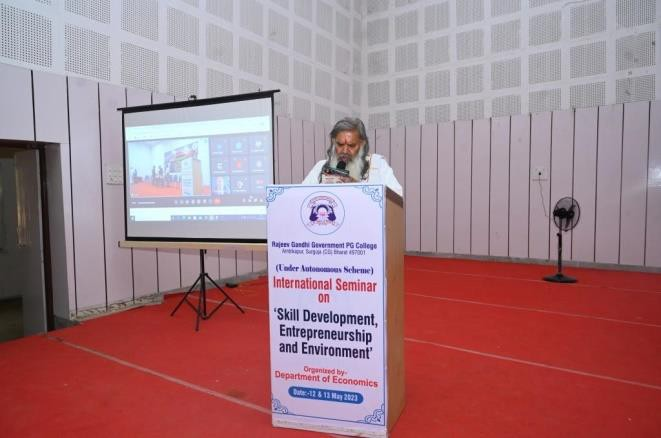 Rajeev Gandhi Government PG College
Ambikapur, Surguja (CG) Bharat 497001
(Under Autonomous Scheme)
International Seminar
on
'Skill Development,
Entrepreneurship
and Environment'
Organized by-
Department of Economics
Date:-12 & 13 May 2023